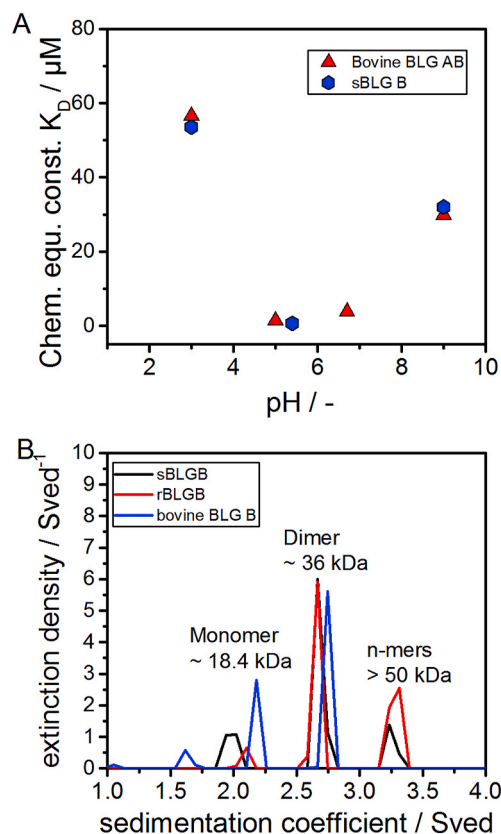 A
Chem. equ. const. K_D / µM
80
60
40
20
0
Bovine BLG AB
sBLG B
2 4 6 8 10
pH / -
B
extinction density / Sved⁻¹
10
9
8
7
6
5
4
3
2
1
0
sBLGB
rBLGB
bovine BLG B
Dimer
~ 36 kDa
Monomer
~ 18.4 kDa
n-mers
> 50 kDa
1.0 1.5 2.0 2.5 3.0 3.5 4.0
sedimentation coefficient / Sved